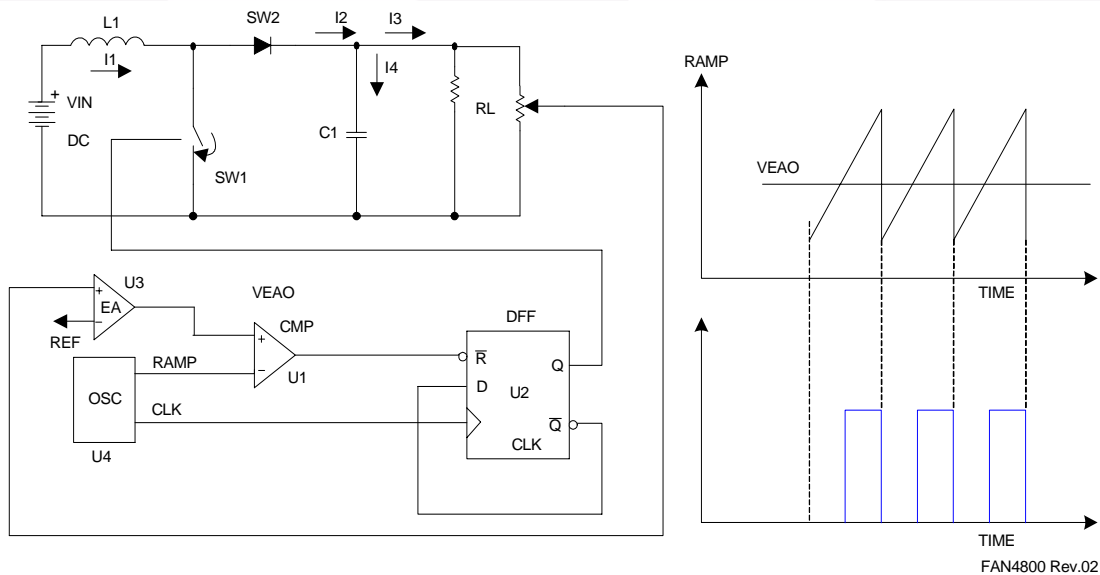 L1
SW2
I2
I3
I1
I4
+
VIN
DC
SW1
C1
RL
U3
+
EA
−
REF
VEAO
CMP
+
−
U1
RAMP
OSC
CLK
U4
DFF
R
D
U2
Q
Q
CLK
RAMP
VEAO
TIME
TIME
FAN4800 Rev.02